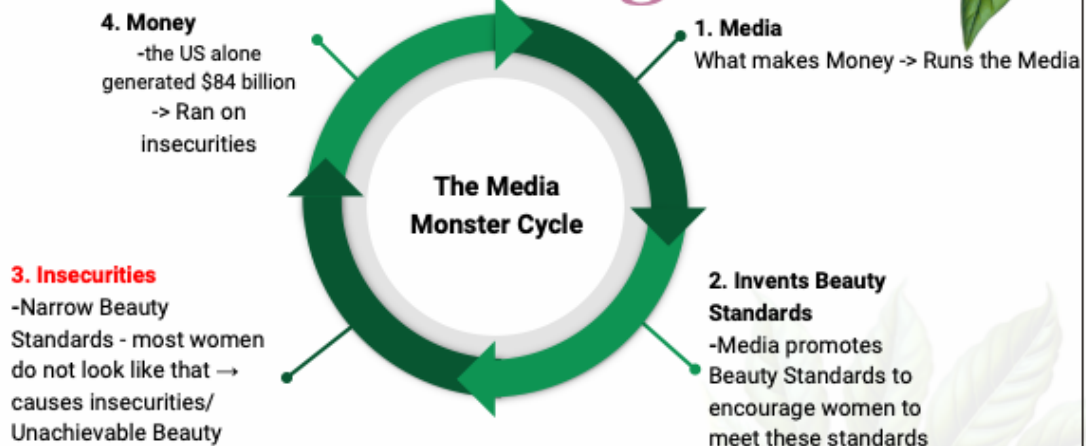 4. Money
-the US alone
generated $84 billion
-> Ran on
insecurities
1. Media
What makes Money -> Runs the Media
The Media
Monster Cycle
3. Insecurities
-Narrow Beauty
Standards - most women
do not look like that →
causes insecurities/
Unachievable Beauty
2. Invents Beauty
Standards
-Media promotes
Beauty Standards to
encourage women to
meet these standards